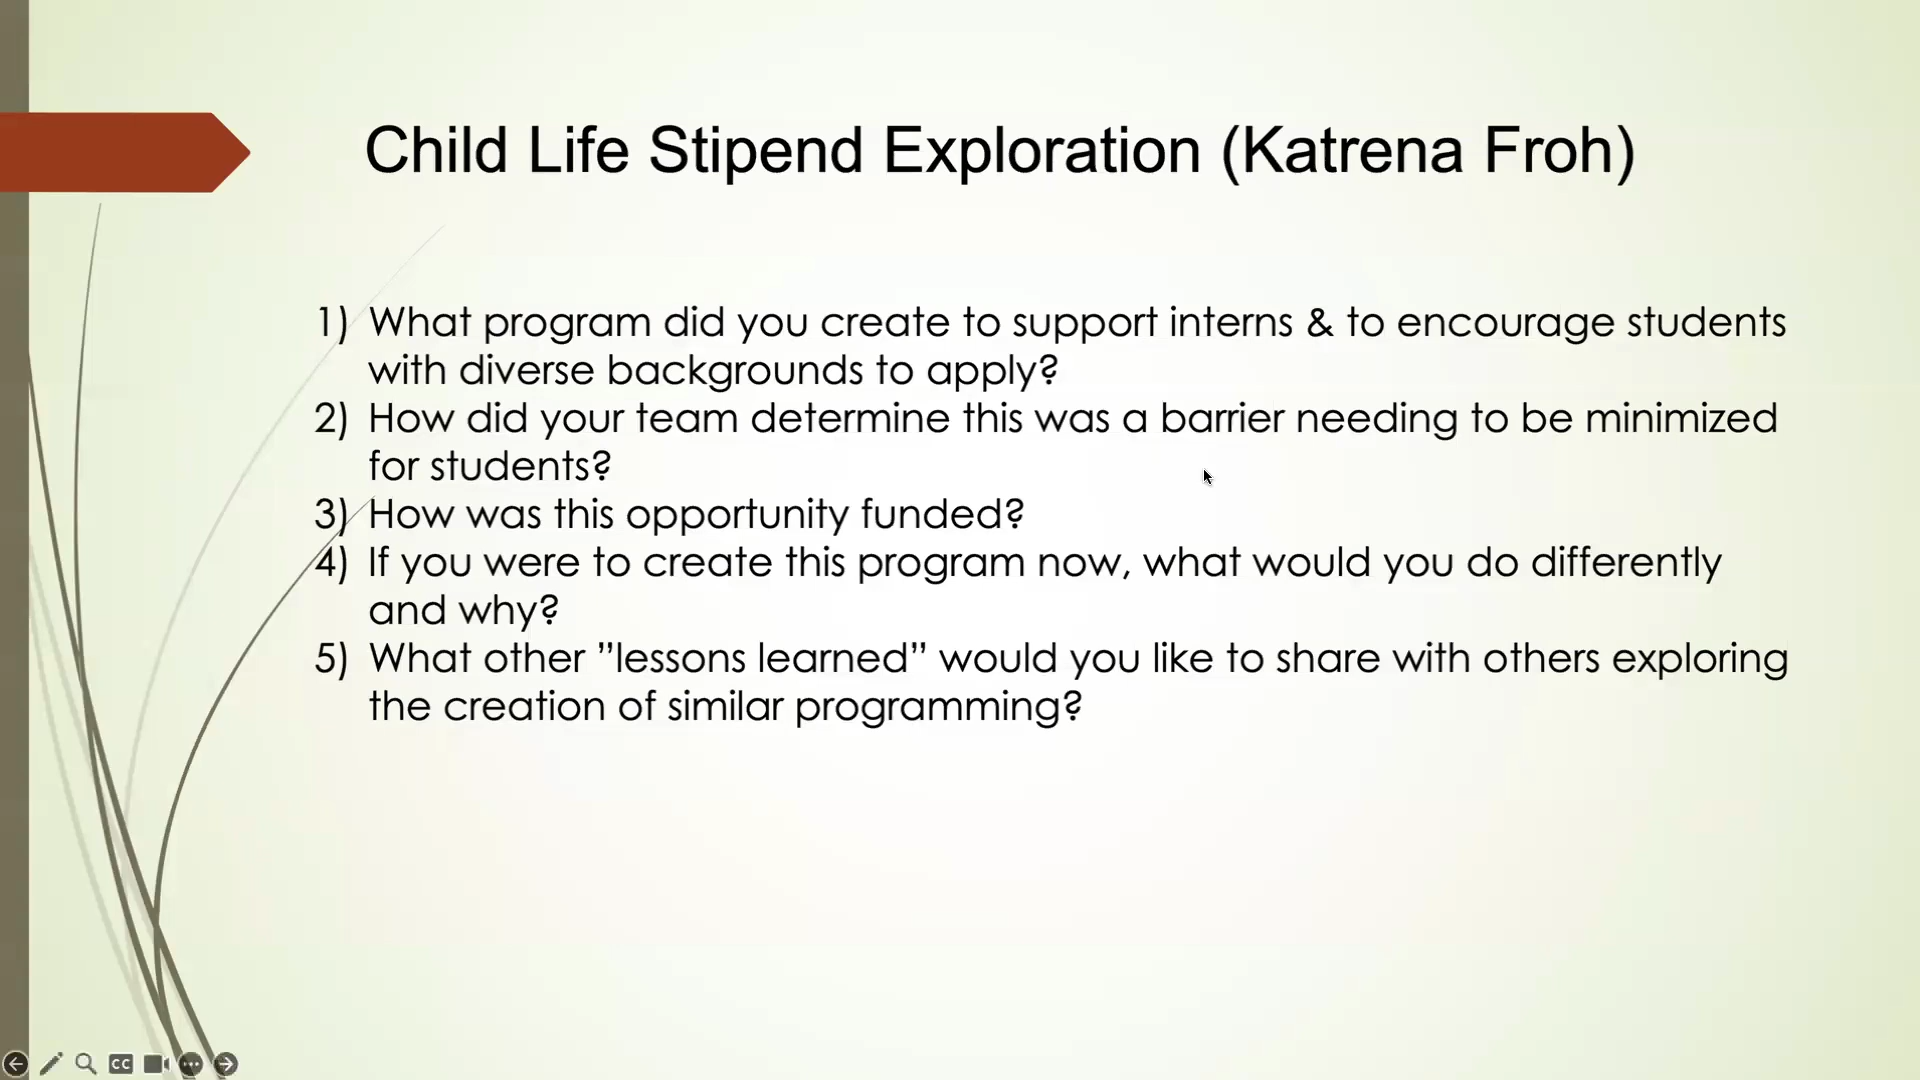 Child Life Stipend Exploration (Katrena Froh)
1) What program did you create to support interns & to encourage students
with diverse backgrounds to apply?
2) How did your team determine this was a barrier needing to be minimized
for students?
3) How was this opportunity funded?
4) If you were to create this program now, what would you do differently
and why?
5) What other ”lessons learned” would you like to share with others exploring
the creation of similar programming?
CC